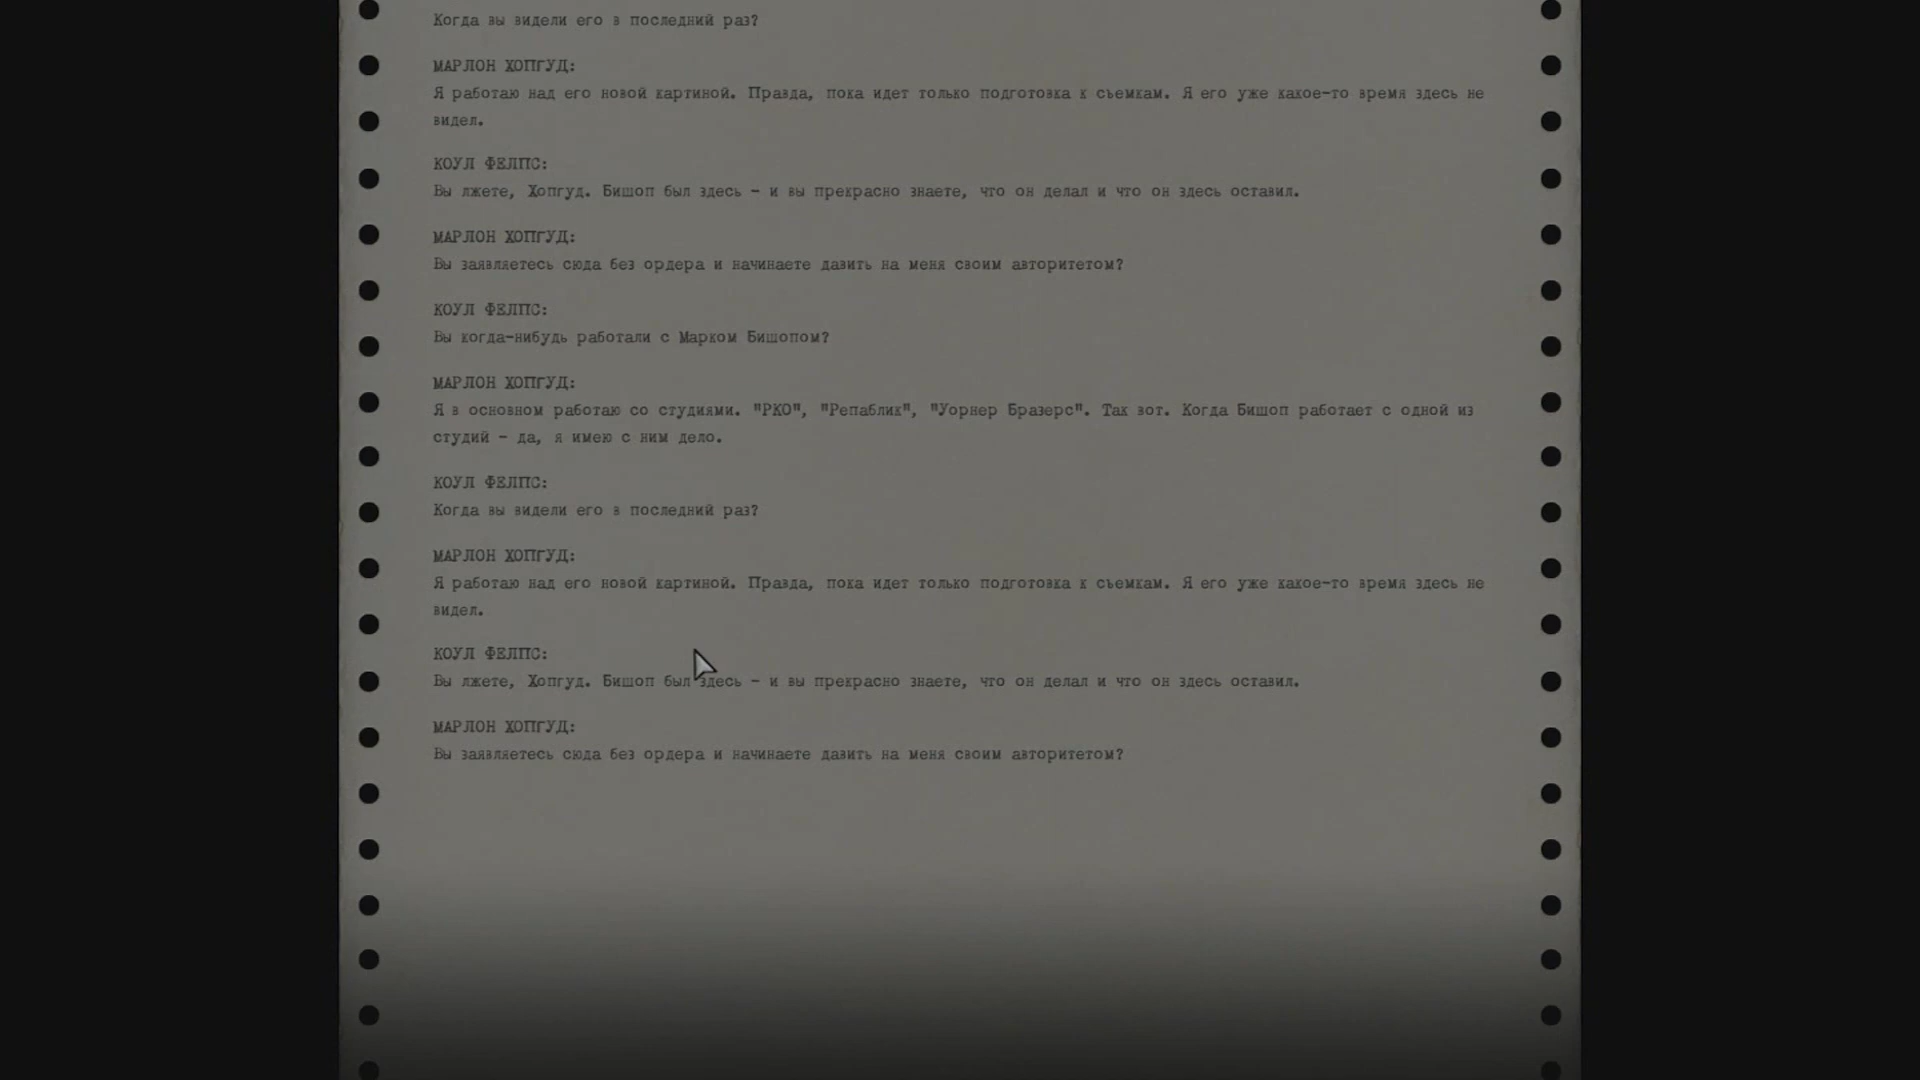 Когда вы видели его в последний раз?
МАРЛОН ХОПГУД:
Я работаю над его новой картиной. Правда, пока идет только подготовка к съемкам. Я его уже какое-то время здесь не
видел.
КОУЛ ФЕЛПС:
Вы лжете, Хопгуд. Бишоп был здесь - и вы прекрасно знаете, что он делал и что он здесь оставил.
МАРЛОН ХОПГУД:
Вы заявляетесь сюда без ордера и начинаете давить на меня своим авторитетом?
КОУЛ ФЕЛПС:
Вы когда-нибудь работали с Марком Бишопом?
МАРЛОН ХОПГУД:
Я в основном работаю со студиями. "РКО", "Репаблик", "Уорнер Бразерс". Так вот. Когда Бишоп работает с одной из
студий - да, я имею с ним дело.
КОУЛ ФЕЛПС:
Когда вы видели его в последний раз?
МАРЛОН ХОПГУД:
Я работаю над его новой картиной. Правда, пока идет только подготовка к съемкам. Я его уже какое-то время здесь не
видел.
КОУЛ ФЕЛПС:
Вы лжете, Хопгуд. Бишоп был здесь - и вы прекрасно знаете, что он делал и что он здесь оставил.
МАРЛОН ХОПГУД:
Вы заявляетесь сюда без ордера и начинаете давить на меня своим авторитетом?